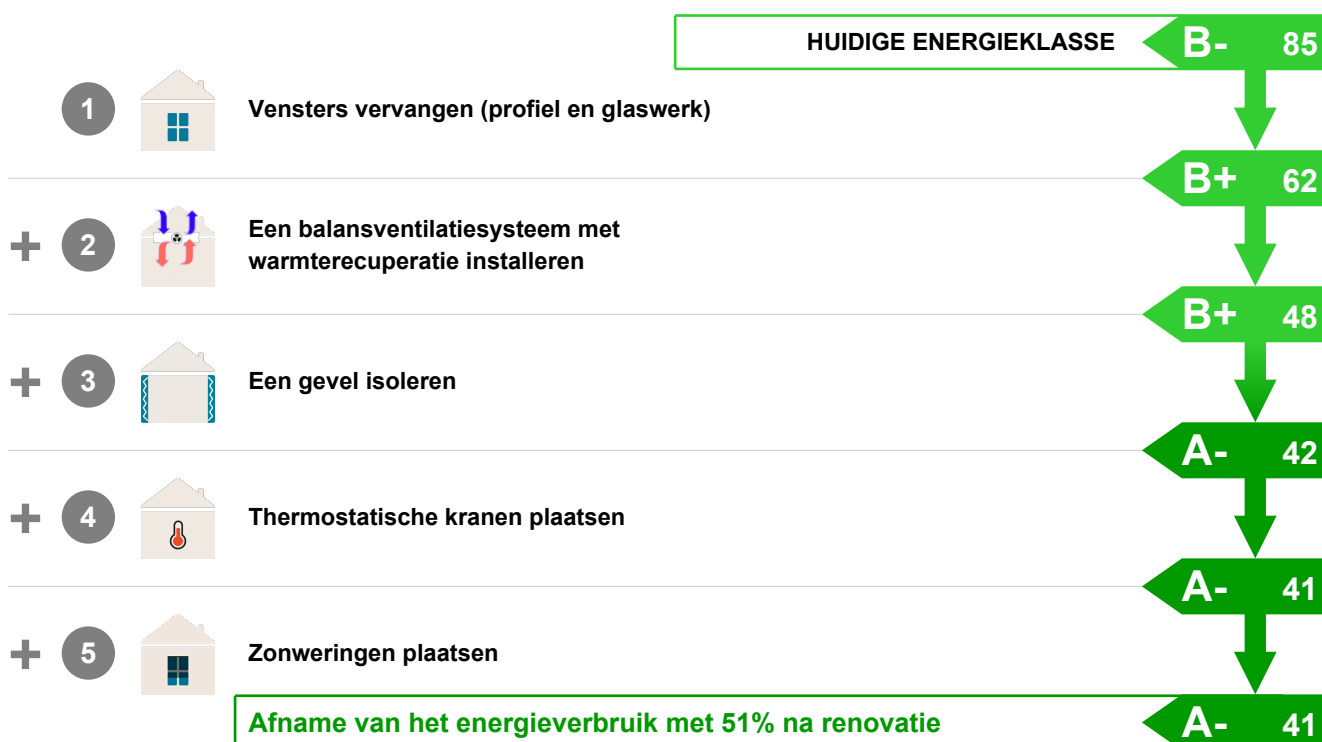 HUIDIGE ENERGIEKLASSE B- 85
1 Vensters vervangen (profiel en glaswerk)
B+ 62
+ 2 Een balansventilatiesysteem met
warmterecuperatie installeren
B+ 48
+ 3 Een gevel isoleren
A- 42
+ 4 Thermostatische kranen plaatsen
A- 41
+ 5 Zonweringen plaatsen
Afname van het energieverbruik met 51% na renovatie A- 41